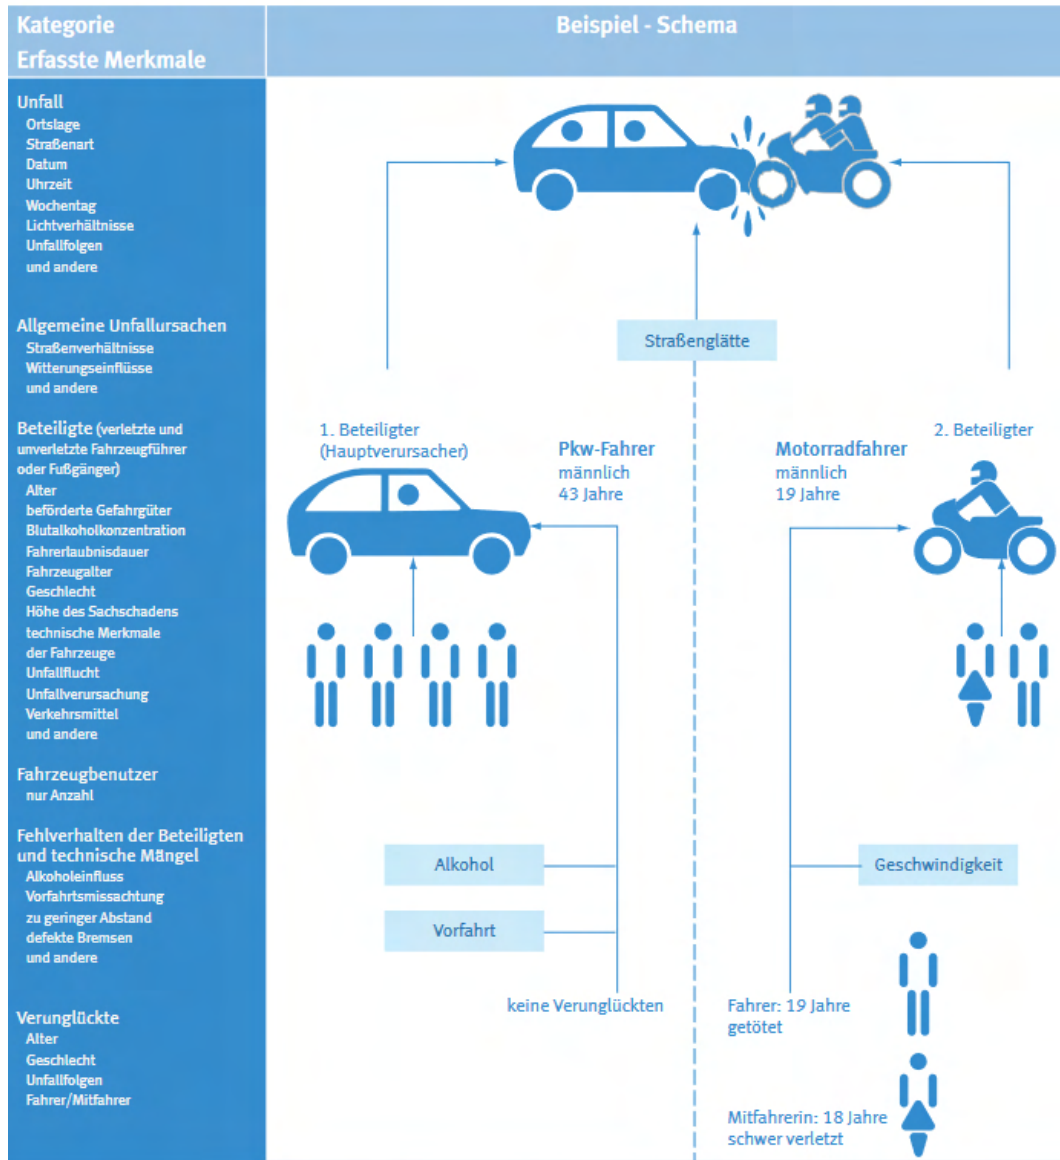 Kategorie
Erfasste Merkmale
Beispiel - Schema
Unfall
Ortslage
Straßenart
Datum
Uhrzeit
Wochentag
Lichtverhältnisse
Unfallfolgen
und andere
Allgemeine Unfallursachen
Straßenverhältnisse
Witterungseinflüsse
und andere
Straßenglätte
Beteiligte (verletzte und
unverletzte Fahrzeugführer
oder Fußgänger)
Alter
beförderte Gefahrgüter
Blutalkoholkonzentration
Fahrerlaubnisdauer
Fahrzeugalter
Geschlecht
Höhe des Sachschadens
technische Merkmale
der Fahrzeuge
Unfallflucht
Unfallverursachung
Verkehrsmittel
und andere
1. Beteiligter
(Hauptverursacher)
Pkw-Fahrer
männlich
43 Jahre
Motorradfahrer
männlich
19 Jahre
2. Beteiligter
Fahrzeugbenutzer
nur Anzahl
Fehlverhalten der Beteiligten
und technische Mängel
Alkoholeinfluss
Vorfahrtsmissachtung
zu geringer Abstand
defekte Bremsen
und andere
Alkohol
Vorfahrt
Geschwindigkeit
Verunglückte
Alter
Geschlecht
Unfallfolgen
Fahrer/Mitfahrer
keine Verunglückten
Fahrer: 19 Jahre
getötet
Mitfahrerin: 18 Jahre
schwer verletzt